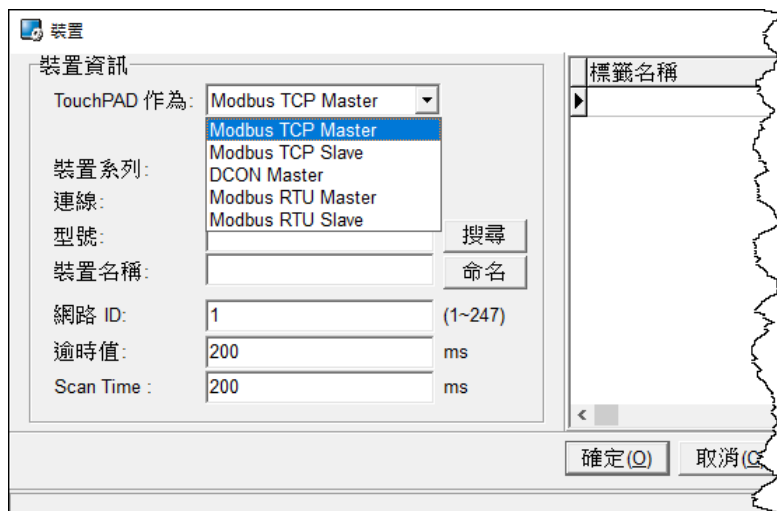 裝置
裝置資訊
標籤名稱
TouchPAD 作為: Modbus TCP Master
Modbus TCP Master
Modbus TCP Slave
裝置系列:
DCON Master
連線:
Modbus RTU Master
Modbus RTU Slave
型號:
搜尋
裝置名稱:
命名
網路 ID: 1 (1~247)
逾時值: 200 ms
Scan Time : 200 ms
確定(O) 取消(